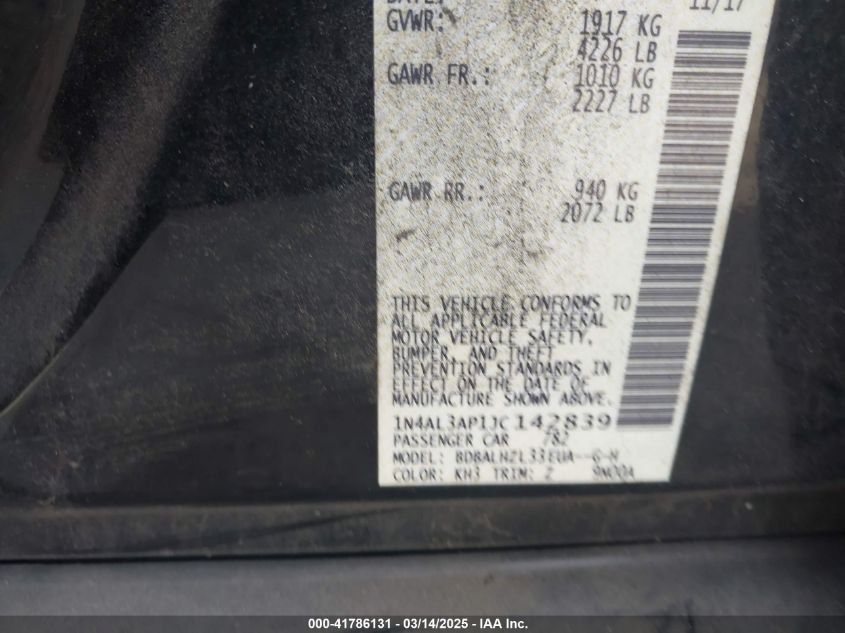 11/17
GVWR: 1917 KG
4226 LB
GAWR FR.: 1010 KG
2227 LB
GAWR RR.: 940 KG
2072 LB
THIS VEHICLE CONFORMS TO
ALL APPLICABLE FEDERAL
MOTOR VEHICLE SAFETY,
BUMPER, AND THEFT
PREVENTION STANDARDS IN
EFFECT ON THE DATE OF
MANUFACTURE SHOWN ABOVE.
1N4AL3AP1JC142839
PASSENGER CAR 782
MODEL: BDBALHZL33EUA--G-H
COLOR: KH3 TRIM: Z
000-41786131 - 03/14/2025 - IAA Inc.